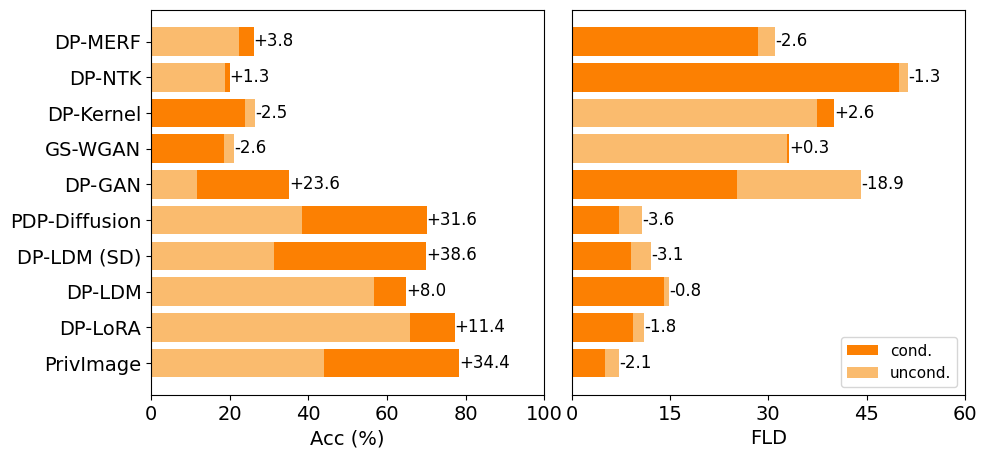 DP-MERF
DP-NTK
DP-Kernel
GS-WGAN
DP-GAN
PDP-Diffusion
DP-LDM (SD)
DP-LDM
DP-LoRA
PrivImage
+3.8
+1.3
-2.5
-2.6
+23.6
+31.6
+38.6
+8.0
+11.4
+34.4
0 20 40 60 80 100
Acc (%)
-2.6
-1.3
+2.6
+0.3
-18.9
-3.6
-3.1
-0.8
-1.8
-2.1
cond.
uncond.
0 15 30 45 60
FLD